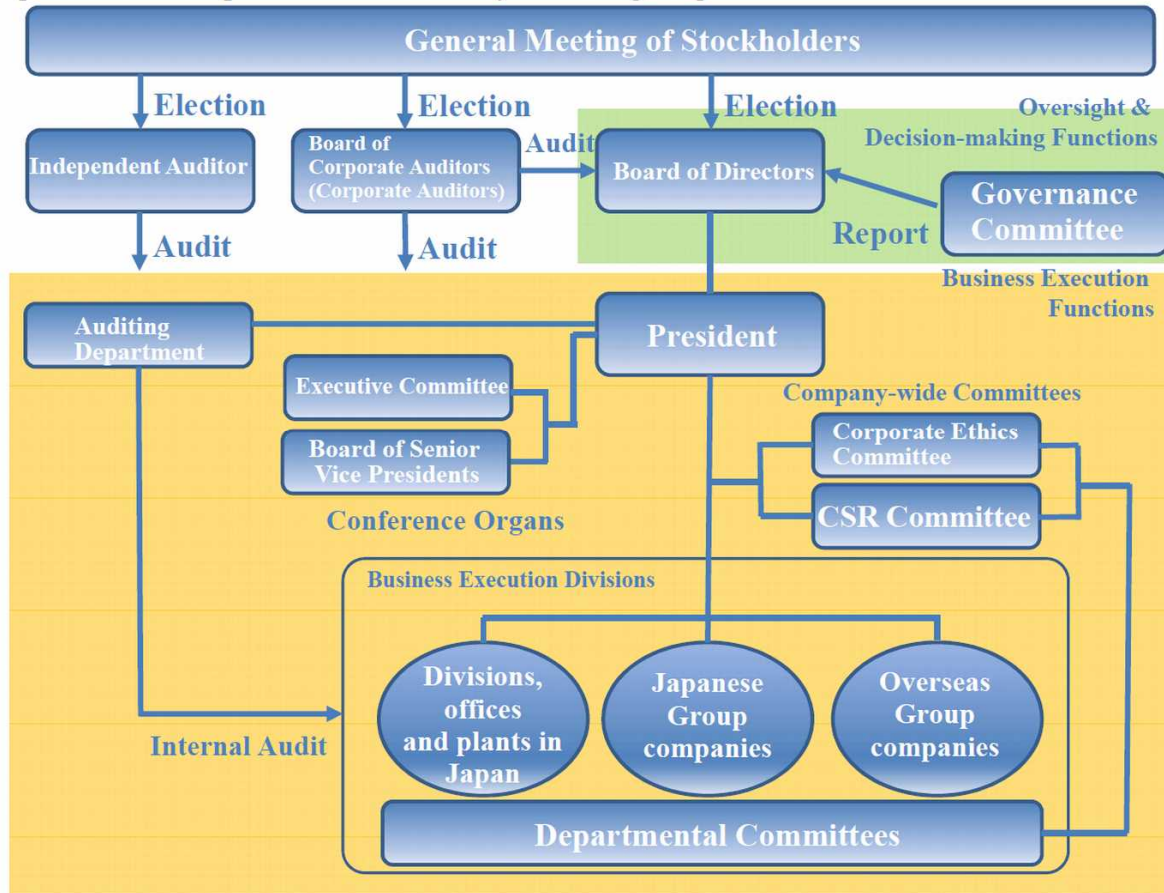 General Meeting of Stockholders
Election
Election
Election
Oversight &
Decision-making Functions
Independent Auditor
Board of
Corporate Auditors
(Corporate Auditors)
Audit
Board of Directors
Governance
Committee
Report
Audit
Audit
Business Execution
Functions
Auditing
Department
President
Executive Committee
Board of Senior
Vice Presidents
Conference Organs
Company-wide Committees
Corporate Ethics
Committee
CSR Committee
Business Execution Divisions
Divisions,
offices
and plants in
Japan
Japanese
Group
companies
Overseas
Group
companies
Internal Audit
Departmental Committees